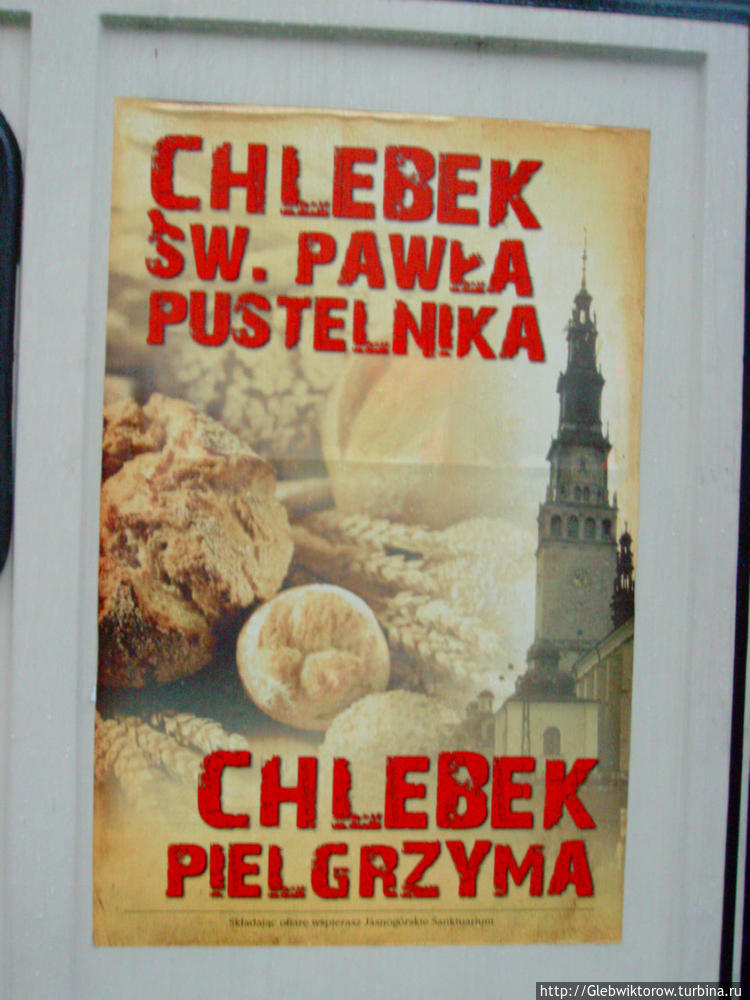 CHLEBEK
ŚW. PAWŁA
PUSTELNIKA
CHLEBEK
PIELGRZYMA
Składając ofiarę wspierasz Jasnogórskie Sanktuarium
http://Glebwiktorow.turbina.ru